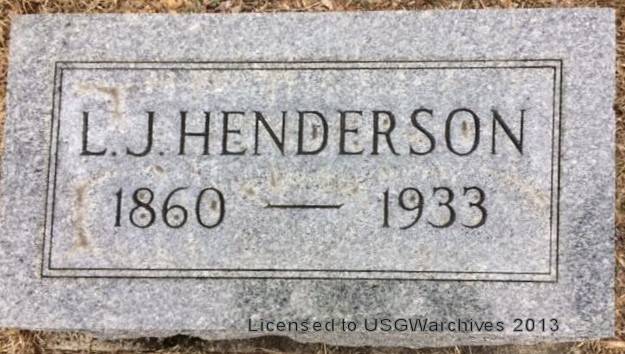 L. J. HENDERSON
1860 — 1933
Licensed to USGWarchives 2013